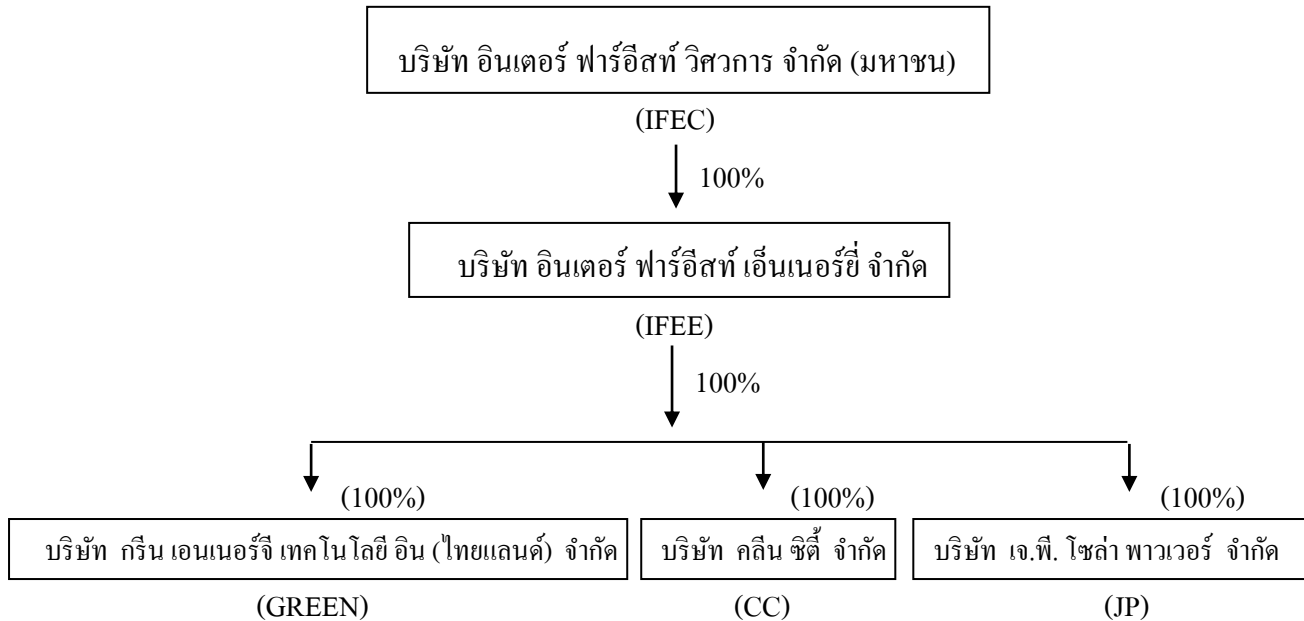 บริษัท อินเตอร์ ฟาร์อีสท์ วิศวการ จำกัด (มหาชน)
(IFEC)
100%
บริษัท อินเตอร์ ฟาร์อีสท์ เอ็นเนอร์ยี่ จำกัด
(IFEE)
100%
(100%) (100%) (100%)
บริษัท กรีน เอนเนอร์จี เทคโนโลยี อิน (ไทยแลนด์) จำกัด บริษัท คลีน ซิตี้ จำกัด บริษัท เจ.พี. โซล่า พาวเวอร์ จำกัด
(GREEN) (CC) (JP)